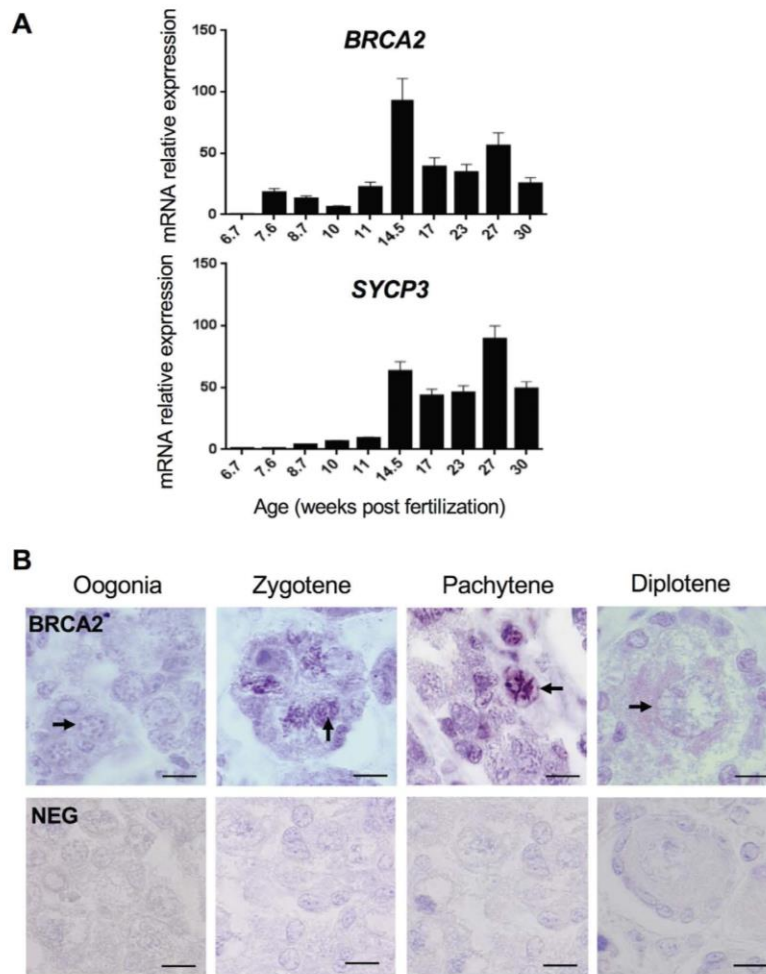 A
BRCA2
mRNA relative exprression
150
100
50
0
6.7 7.6 8.7 10 11 14.5 17 23 27 30
SYCP3
mRNA relative exprression
150
100
50
0
6.7 7.6 8.7 10 11 14.5 17 23 27 30
Age (weeks post fertilization)
B
Oogonia Zygotene Pachytene Diplotene
BRCA2
NEG